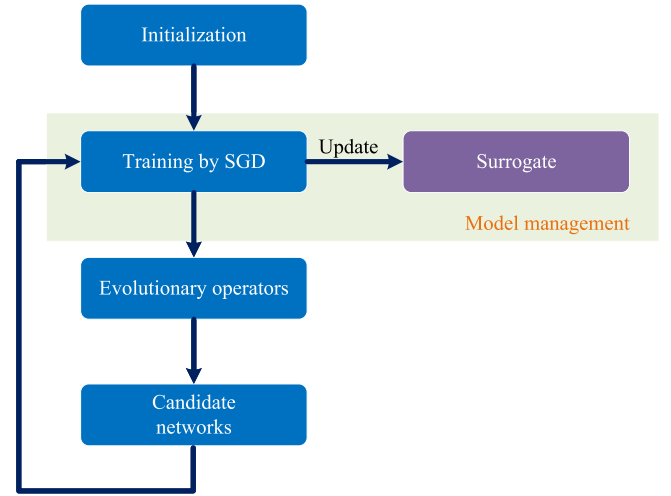 Initialization
Training by SGD
Update
Surrogate
Model management
Evolutionary operators
Candidate
networks